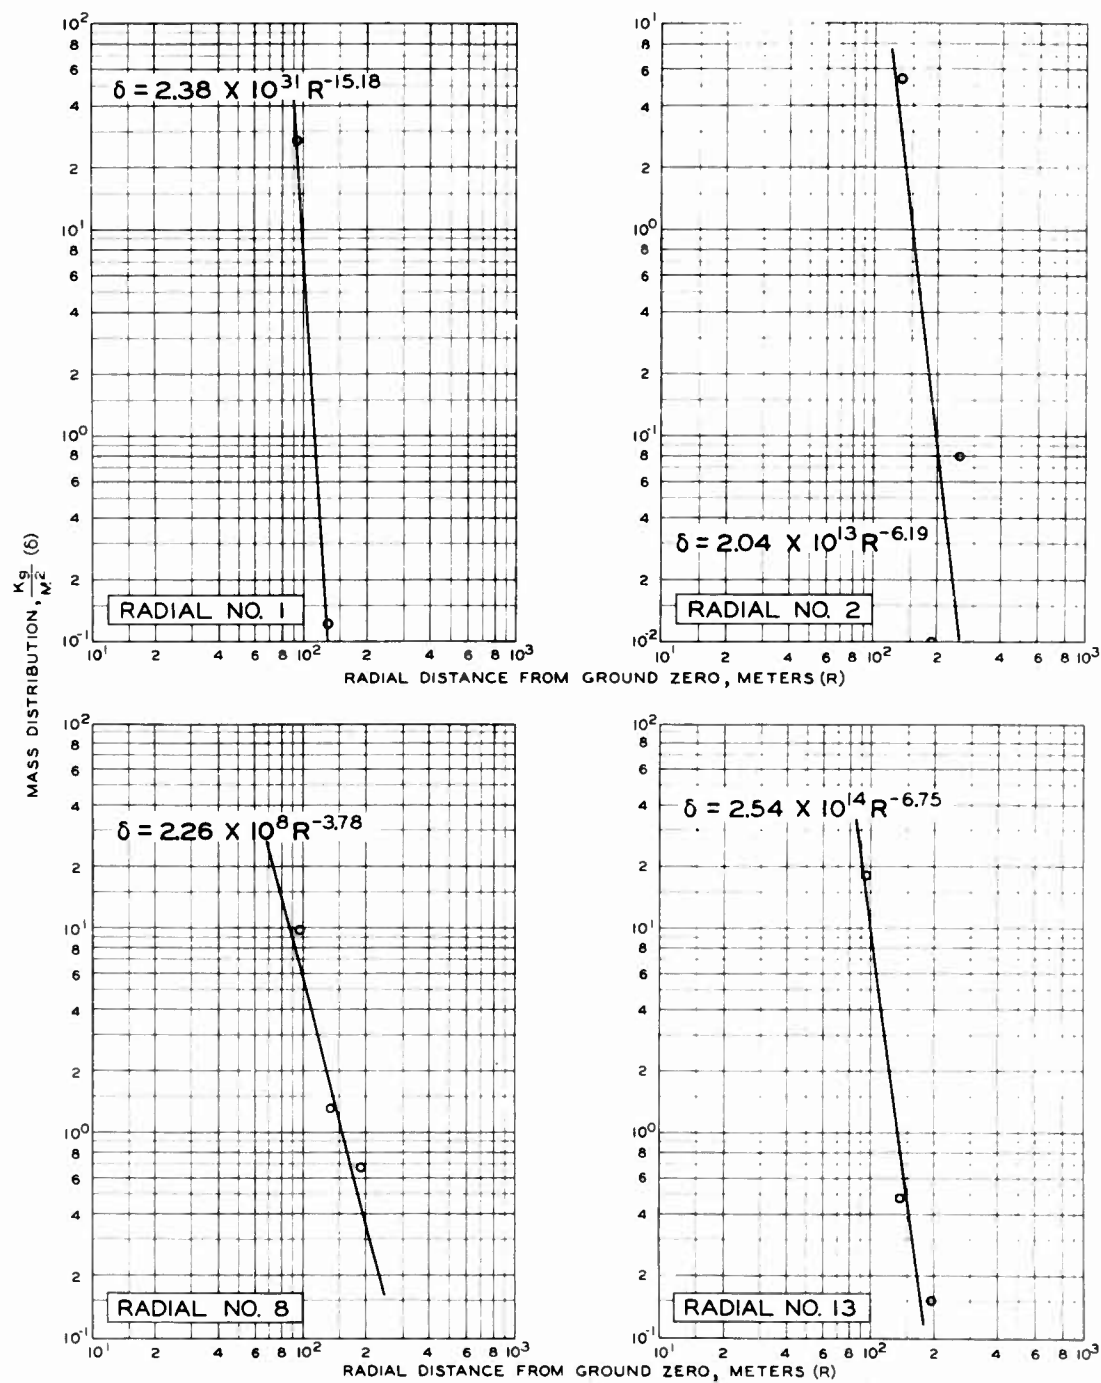 MASS DISTRIBUTION, Kg/M² (δ)
10² 8 6 4 2 10¹ 8 6 4 2 10⁰ 8 6 4 2 10⁻¹
δ = 2.38 X 10³¹ R⁻¹⁵·¹⁸
RADIAL NO. 1
10¹ 2 4 6 8 10² 2 4 6 8 10³
10¹ 8 6 4 2 10⁰ 8 6 4 2 10⁻¹ 8 6 4 2 10⁻²
δ = 2.04 X 10¹³ R⁻⁶·¹⁹
RADIAL NO. 2
10¹ 2 4 6 8 10² 2 4 6 8 10³
RADIAL DISTANCE FROM GROUND ZERO, METERS (R)
10² 8 6 4 2 10¹ 8 6 4 2 10⁰ 8 6 4 2 10⁻¹
δ = 2.26 X 10⁸ R⁻³·⁷⁸
RADIAL NO. 8
10¹ 2 4 6 8 10² 2 4 6 8 10³
10² 8 6 4 2 10¹ 8 6 4 2 10⁰ 8 6 4 2 10⁻¹
δ = 2.54 X 10¹⁴ R⁻⁶·⁷⁵
RADIAL NO. 13
10¹ 2 4 6 8 10² 2 4 6 8 10³
RADIAL DISTANCE FROM GROUND ZERO, METERS (R)